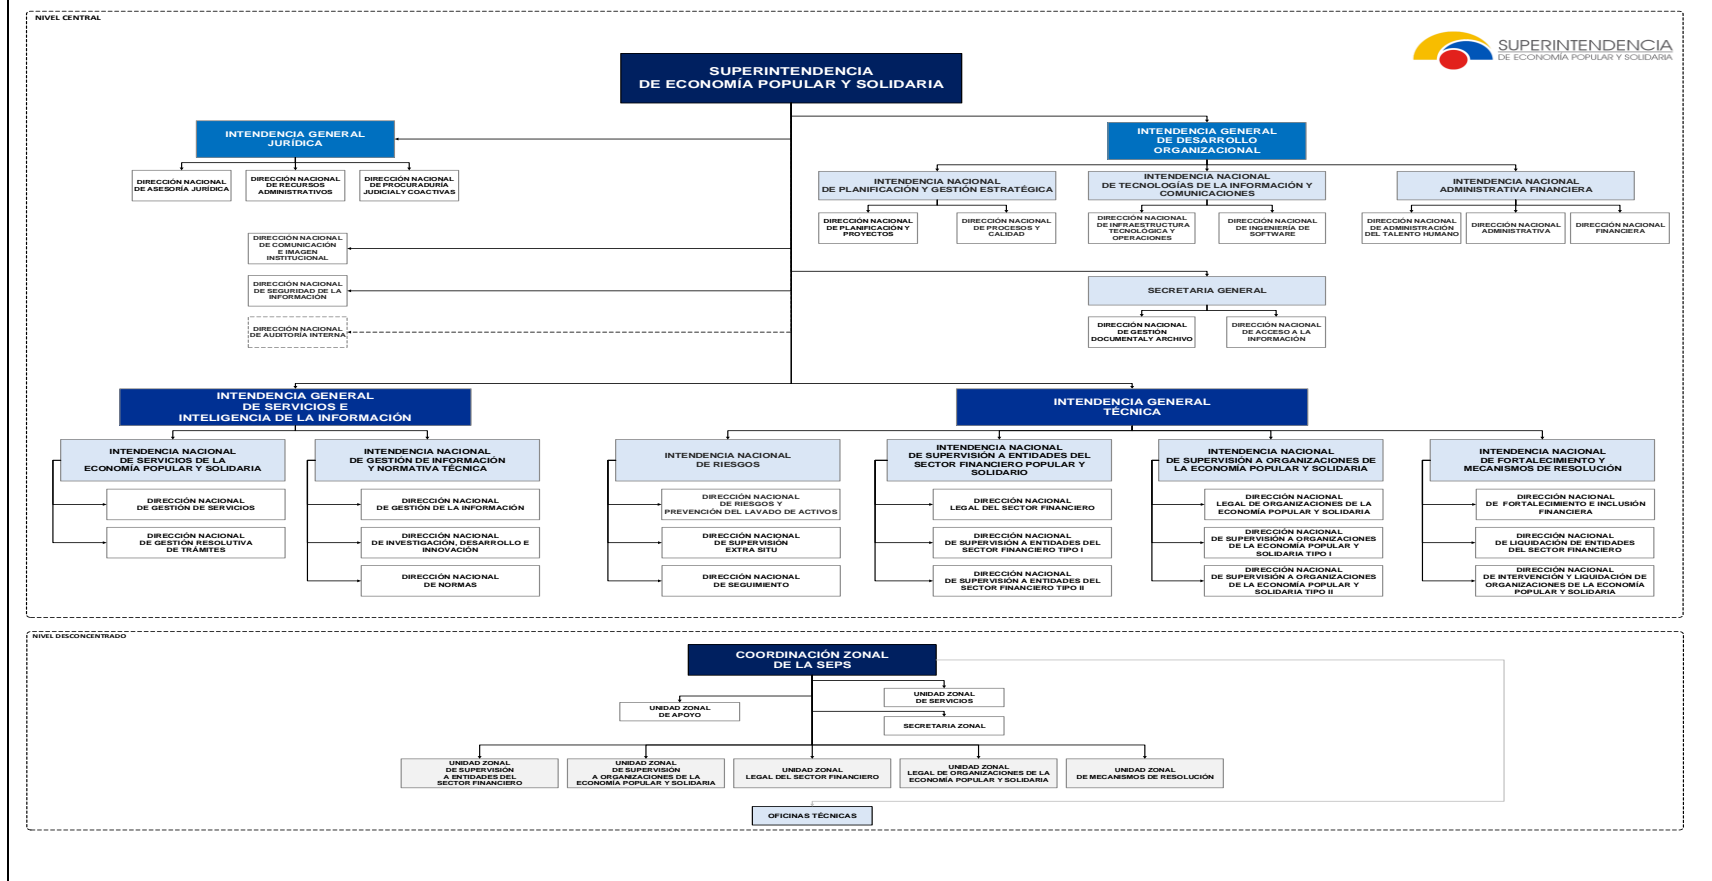 NIVEL CENTRAL
SUPERINTENDENCIA
DE ECONOMÍA POPULAR Y SOLIDARIA
SUPERINTENDENCIA
DE ECONOMÍA POPULAR Y SOLIDARIA
INTENDENCIA GENERAL
JURÍDICA
DIRECCIÓN NACIONAL
DE ASESORÍA JURÍDICA
DIRECCIÓN NACIONAL
DE RECURSOS
ADMINISTRATIVOS
DIRECCIÓN NACIONAL
DE PROCURADURÍA
JUDICIAL Y COACTIVAS
INTENDENCIA GENERAL
DE DESARROLLO
ORGANIZACIONAL
INTENDENCIA NACIONAL
DE PLANIFICACIÓN Y GESTIÓN ESTRATÉGICA
DIRECCIÓN NACIONAL
DE PLANIFICACIÓN Y
PROYECTOS
DIRECCIÓN NACIONAL
DE PROCESOS Y
CALIDAD
INTENDENCIA NACIONAL
DE TECNOLOGÍAS DE LA INFORMACIÓN Y
COMUNICACIONES
DIRECCIÓN NACIONAL
DE INFRAESTRUCTURA
TECNOLÓGICA Y
OPERACIONES
DIRECCIÓN NACIONAL
DE INGENIERÍA DE
SOFTWARE
INTENDENCIA NACIONAL
ADMINISTRATIVA FINANCIERA
DIRECCIÓN NACIONAL
DE ADMINISTRACIÓN
DEL TALENTO HUMANO
DIRECCIÓN NACIONAL
ADMINISTRATIVA
DIRECCIÓN NACIONAL
FINANCIERA
DIRECCIÓN NACIONAL
DE COMUNICACIÓN
E IMAGEN
INSTITUCIONAL
DIRECCIÓN NACIONAL
DE SEGURIDAD DE LA
INFORMACIÓN
DIRECCIÓN NACIONAL
DE AUDITORÍA INTERNA
SECRETARIA GENERAL
DIRECCIÓN NACIONAL
DE GESTIÓN
DOCUMENTAL Y ARCHIVO
DIRECCIÓN NACIONAL
DE ACCESO A LA
INFORMACIÓN
INTENDENCIA GENERAL
DE SERVICIOS E
INTELIGENCIA DE LA INFORMACIÓN
INTENDENCIA NACIONAL
DE SERVICIOS DE LA
ECONOMÍA POPULAR Y SOLIDARIA
DIRECCIÓN NACIONAL
DE GESTIÓN DE SERVICIOS
DIRECCIÓN NACIONAL
DE GESTIÓN RESOLUTIVA
DE TRÁMITES
INTENDENCIA NACIONAL
DE GESTIÓN DE INFORMACIÓN
Y NORMATIVA TÉCNICA
DIRECCIÓN NACIONAL
DE GESTIÓN DE LA INFORMACIÓN
DIRECCIÓN NACIONAL
DE INVESTIGACIÓN, DESARROLLO E
INNOVACIÓN
DIRECCIÓN NACIONAL
DE NORMAS
INTENDENCIA GENERAL
TÉCNICA
INTENDENCIA NACIONAL
DE RIESGOS
DIRECCIÓN NACIONAL
DE RIESGOS Y
PREVENCIÓN DEL LAVADO DE ACTIVOS
DIRECCIÓN NACIONAL
DE SUPERVISIÓN
EXTRA SITU
DIRECCIÓN NACIONAL
DE SEGUIMIENTO
INTENDENCIA NACIONAL
DE SUPERVISIÓN A ENTIDADES DEL
SECTOR FINANCIERO POPULAR Y
SOLIDARIO
DIRECCIÓN NACIONAL
LEGAL DEL SECTOR FINANCIERO
DIRECCIÓN NACIONAL
DE SUPERVISIÓN A ENTIDADES DEL
SECTOR FINANCIERO TIPO I
DIRECCIÓN NACIONAL
DE SUPERVISIÓN A ENTIDADES DEL
SECTOR FINANCIERO TIPO II
INTENDENCIA NACIONAL
DE SUPERVISIÓN A ORGANIZACIONES DE
LA ECONOMÍA POPULAR Y SOLIDARIA
DIRECCIÓN NACIONAL
LEGAL DE ORGANIZACIONES DE LA
ECONOMÍA POPULAR Y SOLIDARIA
DIRECCIÓN NACIONAL
DE SUPERVISIÓN A ORGANIZACIONES
DE LA ECONOMÍA POPULAR Y
SOLIDARIA TIPO I
DIRECCIÓN NACIONAL
DE SUPERVISIÓN A ORGANIZACIONES
DE LA ECONOMÍA POPULAR Y
SOLIDARIA TIPO II
INTENDENCIA NACIONAL
DE FORTALECIMIENTO Y
MECANISMOS DE RESOLUCIÓN
DIRECCIÓN NACIONAL
DE FORTALECIMIENTO E INCLUSIÓN
FINANCIERA
DIRECCIÓN NACIONAL
DE LIQUIDACIÓN DE ENTIDADES
DEL SECTOR FINANCIERO
DIRECCIÓN NACIONAL
DE INTERVENCIÓN Y LIQUIDACIÓN DE
ORGANIZACIONES DE LA ECONOMÍA
POPULAR Y SOLIDARIA
NIVEL DESCONCENTRADO
COORDINACIÓN ZONAL
DE LA SEPS
UNIDAD ZONAL
DE SERVICIOS
UNIDAD ZONAL
DE APOYO
SECRETARIA ZONAL
UNIDAD ZONAL
DE SUPERVISIÓN
A ENTIDADES DEL
SECTOR FINANCIERO
UNIDAD ZONAL
DE SUPERVISIÓN
A ORGANIZACIONES DE LA
ECONOMÍA POPULAR Y SOLIDARIA
UNIDAD ZONAL
LEGAL DEL SECTOR FINANCIERO
UNIDAD ZONAL
LEGAL DE ORGANIZACIONES DE LA
ECONOMÍA POPULAR Y SOLIDARIA
UNIDAD ZONAL
DE MECANISMOS DE RESOLUCIÓN
OFICINAS TÉCNICAS